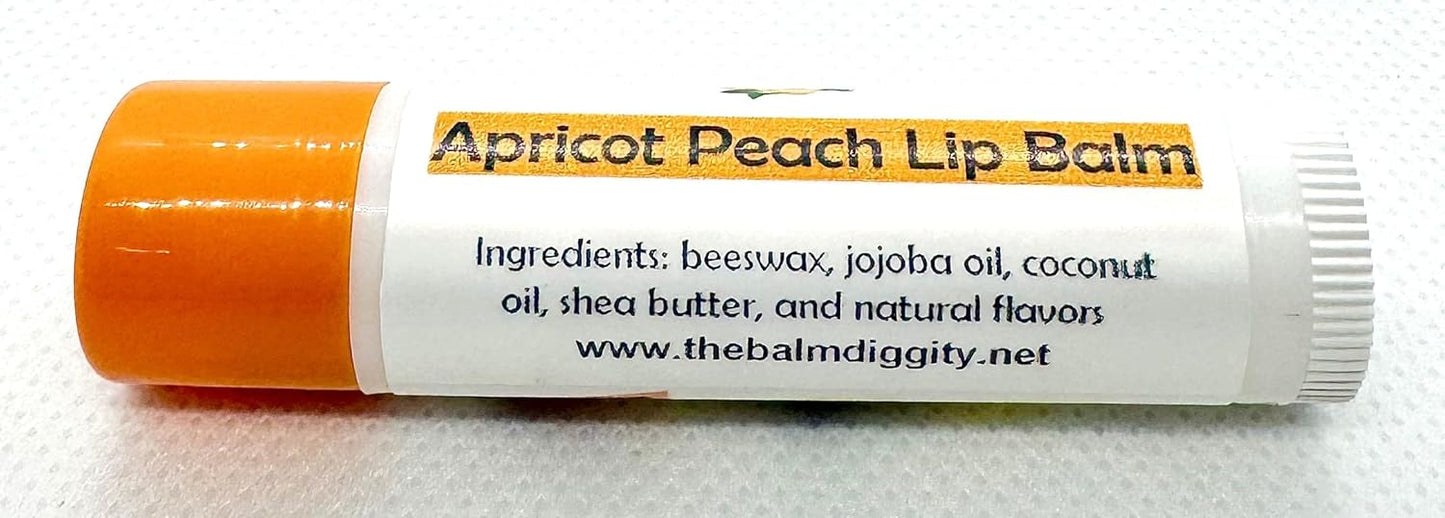 Apricot Peach Lip Balm
Ingredients: beeswax, jojoba oil, coconut
oil, shea butter, and natural flavors
www.thebalmdiggity.net